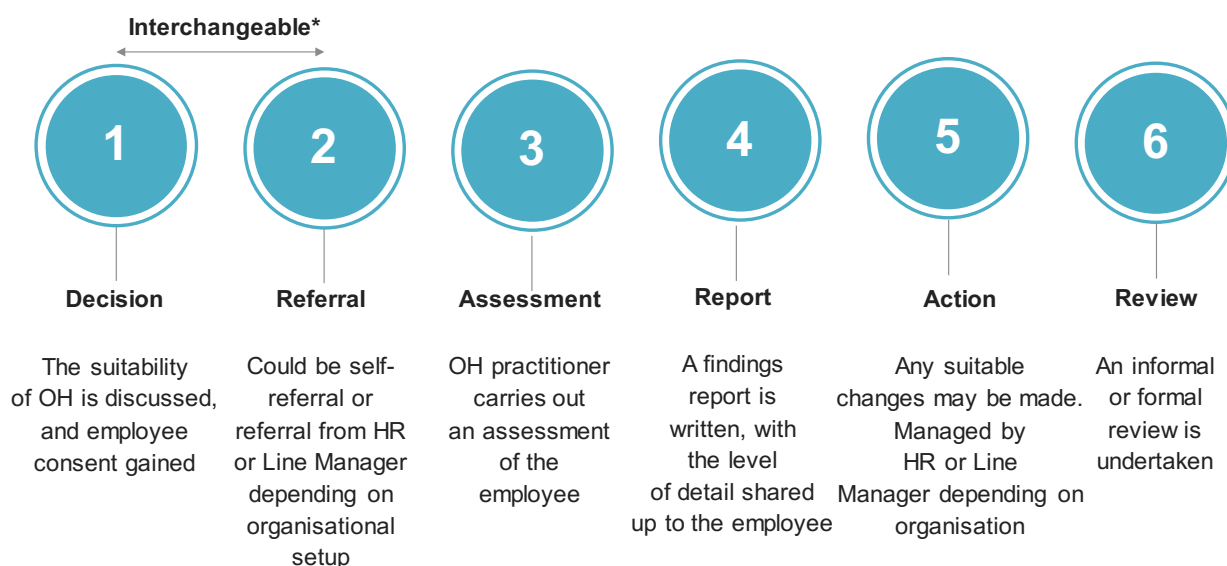 Interchangeable*
1
2
3
4
5
6
Decision
The suitability
of OH is discussed,
and employee
consent gained
Referral
Could be self-
referral or
referral from HR
or Line Manager
depending on
organisational
setup
Assessment
OH practitioner
carries out
an assessment
of the
employee
Report
A findings
report is
written, with
the level
of detail shared
up to the employee
Action
Any suitable
changes may be made.
Managed by
HR or Line
Manager depending on
organisation
Review
An informal
or formal
review is
undertaken